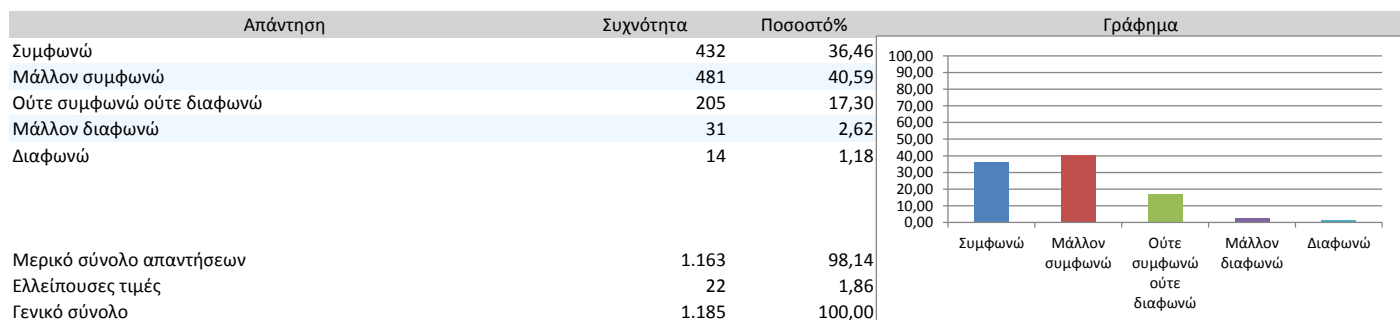 Απάντηση Συχνότητα Ποσοστό% Γράφημα
Συμφωνώ 432 36,46
Μάλλον συμφωνώ 481 40,59
Ούτε συμφωνώ ούτε διαφωνώ 205 17,30
Μάλλον διαφωνώ 31 2,62
Διαφωνώ 14 1,18
Μερικό σύνολο απαντήσεων 1.163 98,14
Ελλείπουσες τιμές 22 1,86
Γενικό σύνολο 1.185 100,00
100,00
90,00
80,00
70,00
60,00
50,00
40,00
30,00
20,00
10,00
0,00
Συμφωνώ Μάλλον Ούτε Μάλλον Διαφωνώ
συμφωνώ συμφωνώ διαφωνώ
ούτε
διαφωνώ